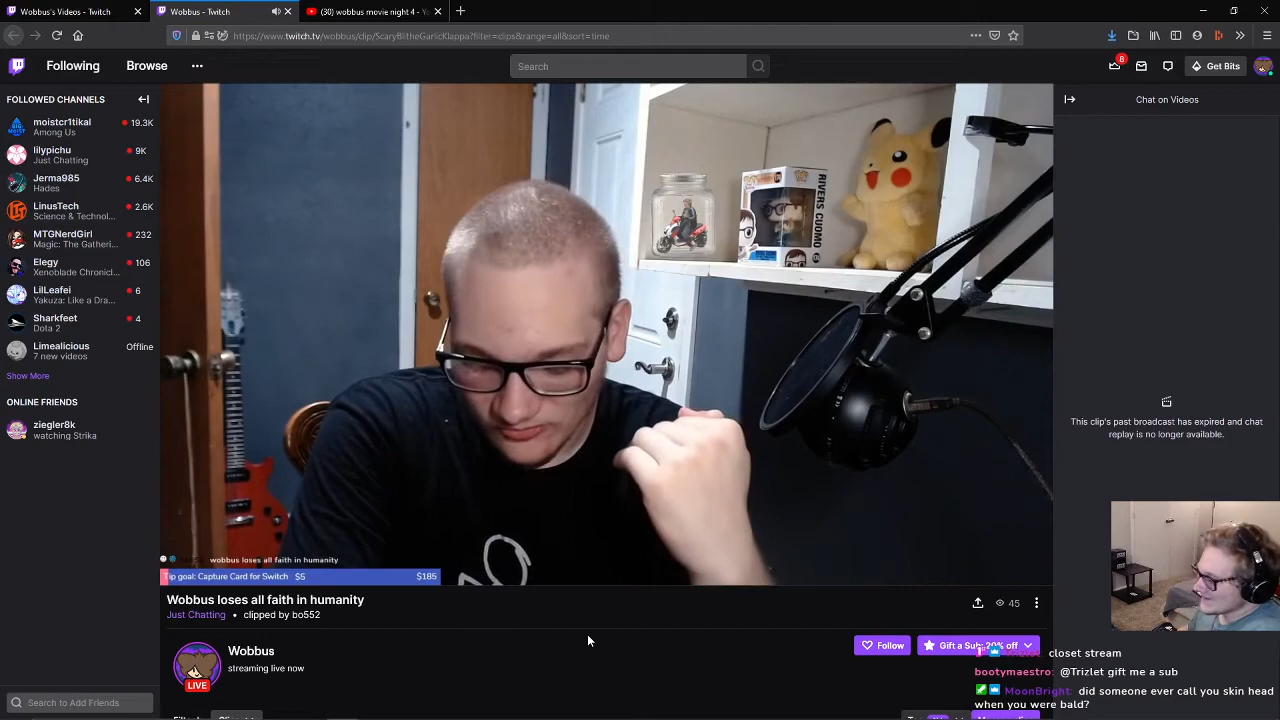 Wobbus's Videos - Twitch
Wobbus - Twitch
(30) wobbus movie night 4 - Yo
https://www.twitch.tv/wobbus/clip/ScaryBlitheGarlicKlappa?filter=clips&range=all&sort=time
Following
Browse
Search
8
Get Bits
FOLLOWED CHANNELS
moistcr1tikal
19.3K
Among Us
lilypichu
9K
Just Chatting
Jerma985
6.4K
Hades
LinusTech
2.6K
Science & Technol...
MTGNerdGirl
232
Magic: The Gatheri...
Elegy
106
Xenoblade Chronicl...
LilLeafei
6
Yakuza: Like a Dra...
Sharkfeet
4
Dota 2
Limealicious
Offline
7 new videos
Show More
ONLINE FRIENDS
ziegler8k
watching Strika
Search to Add Friends
RIVERS CUOMO
wobbus loses all faith in humanity
Tip goal: Capture Card for Switch $5 $185
Wobbus loses all faith in humanity
Just Chatting • clipped by bo552
45
Wobbus
streaming live now
LIVE
Follow
Gift a Sub: 20% off
Chat on Videos
This clip's past broadcast has expired and chat
replay is no longer available.
Trizlet: closet stream
bootymaestro: @Trizlet gift me a sub
MoonBright: did someone ever call you skin head
when you were bald?